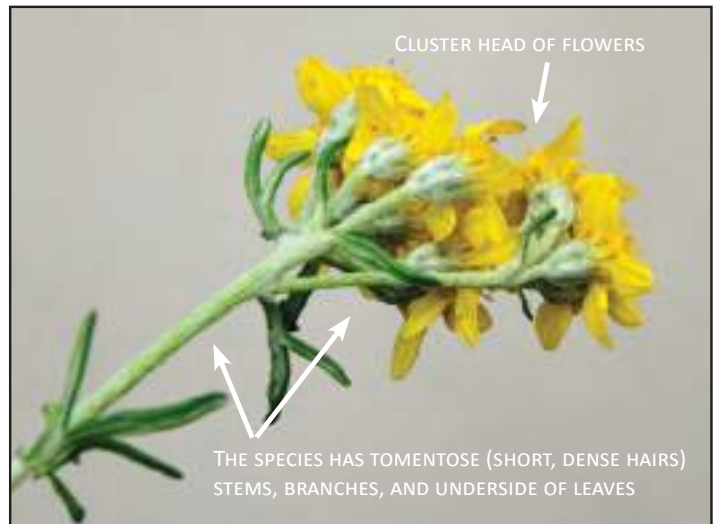 CLUSTER HEAD OF FLOWERS
THE SPECIES HAS TOMENTOSE (SHORT, DENSE HAIRS)
STEMS, BRANCHES, AND UNDERSIDE OF LEAVES